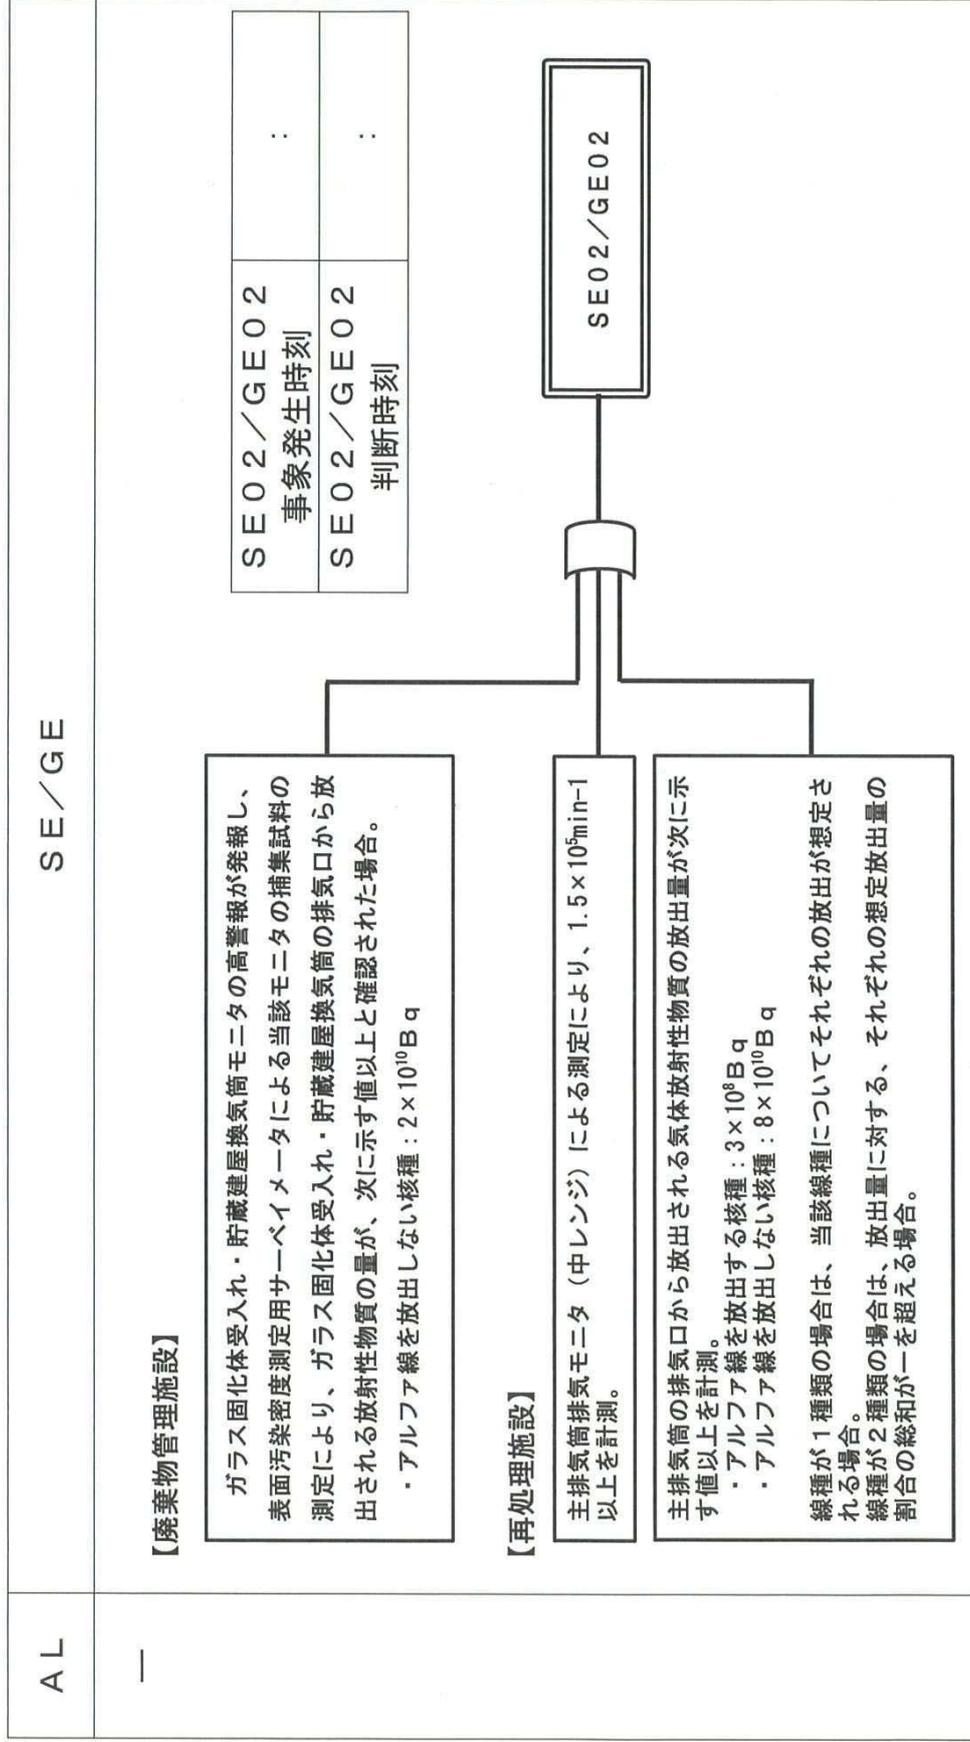 AL
SE/GE
—
【廃棄物管理施設】
ガラス固化体受入れ・貯蔵建屋換気筒モニタの高警報が発報し、
表面汚染密度測定用サーベイメータによる当該モニタの捕集試料の
測定により、ガラス固化体受入れ・貯蔵建屋換気筒の排気口から放
出される放射性物質の量が、次に示す値以上と確認された場合。
・アルファ線を放出しない核種:2×10¹⁰Bq
SE02/GE02
事象発生時刻
:
SE02/GE02
判断時刻
:
【再処理施設】
主排気筒排気モニタ(中レンジ)による測定により、1.5×10⁵min-1
以上を計測。
主排気筒の排気口から放出される気体放射性物質の放出量が次に示
す値以上を計測。
・アルファ線を放出する核種:3×10⁸Bq
・アルファ線を放出しない核種:8×10¹⁰Bq
線種が1種類の場合は、当該線種についてそれぞれの放出が想定さ
れる場合。
線種が2種類の場合は、放出量に対する、それぞれの想定放出量の
割合の総和が一を超える場合。
SE02/GE02